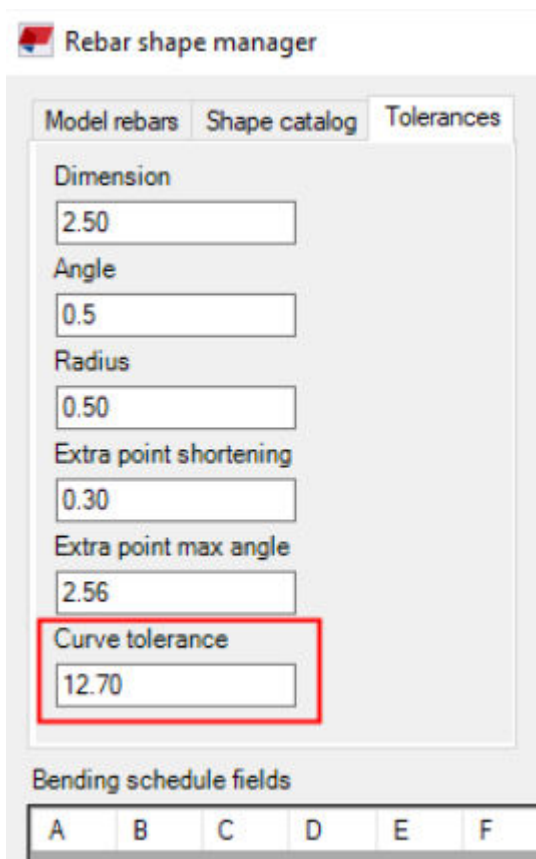 Rebar shape manager
Model rebars Shape catalog Tolerances
Dimension
2.50
Angle
0.5
Radius
0.50
Extra point shortening
0.30
Extra point max angle
2.56
Curve tolerance
12.70
Bending schedule fields
A B C D E F